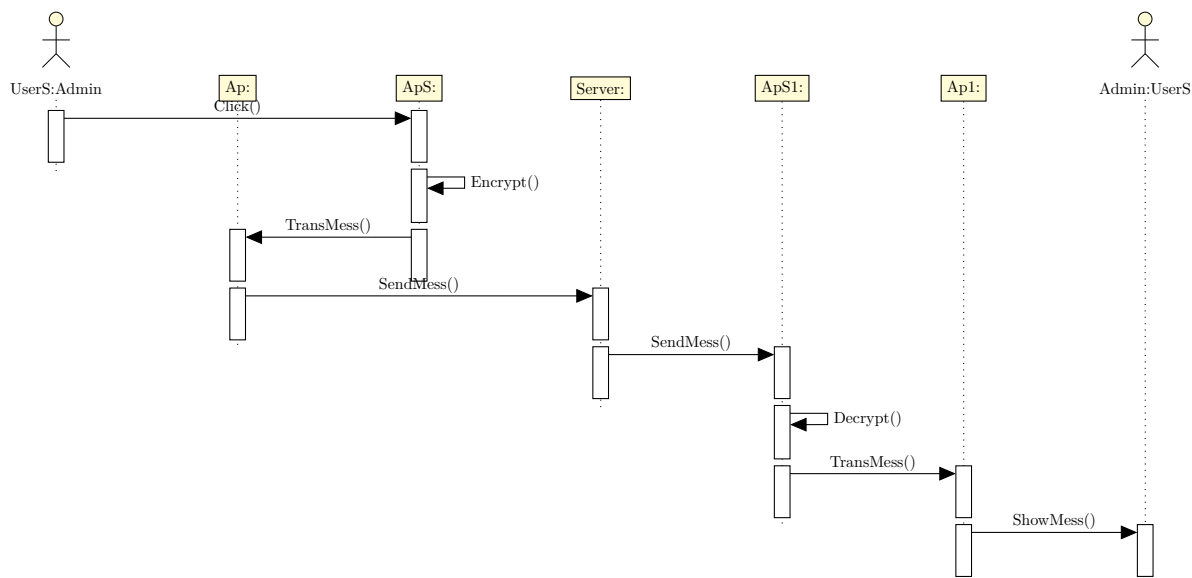 UserS:Admin
Ap:
ApS:
Server:
ApS1:
Ap1:
Admin:UserS
Click()
Encrypt()
TransMess()
SendMess()
SendMess()
Decrypt()
TransMess()
ShowMess()